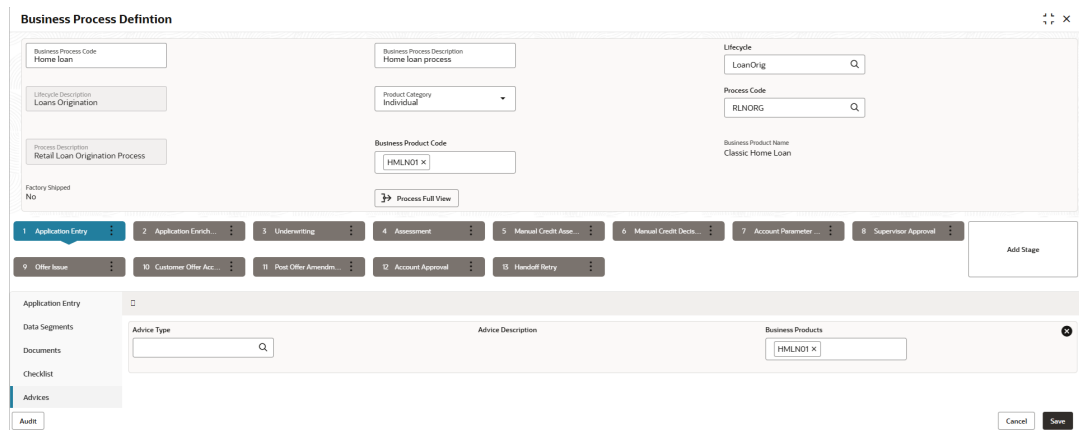 Business Process Defintion
Business Process Code
Home loan
Business Process Description
Home loan process
Lifecycle
LoanOrig
Lifecycle Description
Loans Origination
Product Category
Individual
Process Code
RLNORG
Process Description
Retail Loan Origination Process
Business Product Code
HMLN01 ×
Business Product Name
Classic Home Loan
Factory Shipped
No
Process Full View
1 Application Entry
2 Application Enrich...
3 Underwriting
4 Assessment
5 Manual Credit Asse...
6 Manual Credit Decis...
7 Account Parameter ...
8 Supervisor Approval
Add Stage
9 Offer Issue
10 Customer Offer Acc...
11 Post Offer Amendm...
12 Account Approval
13 Handoff Retry
Application Entry
Data Segments
Documents
Checklist
Advices
Advice Type
Advice Description
Business Products
HMLN01 ×
Audit
Cancel
Save